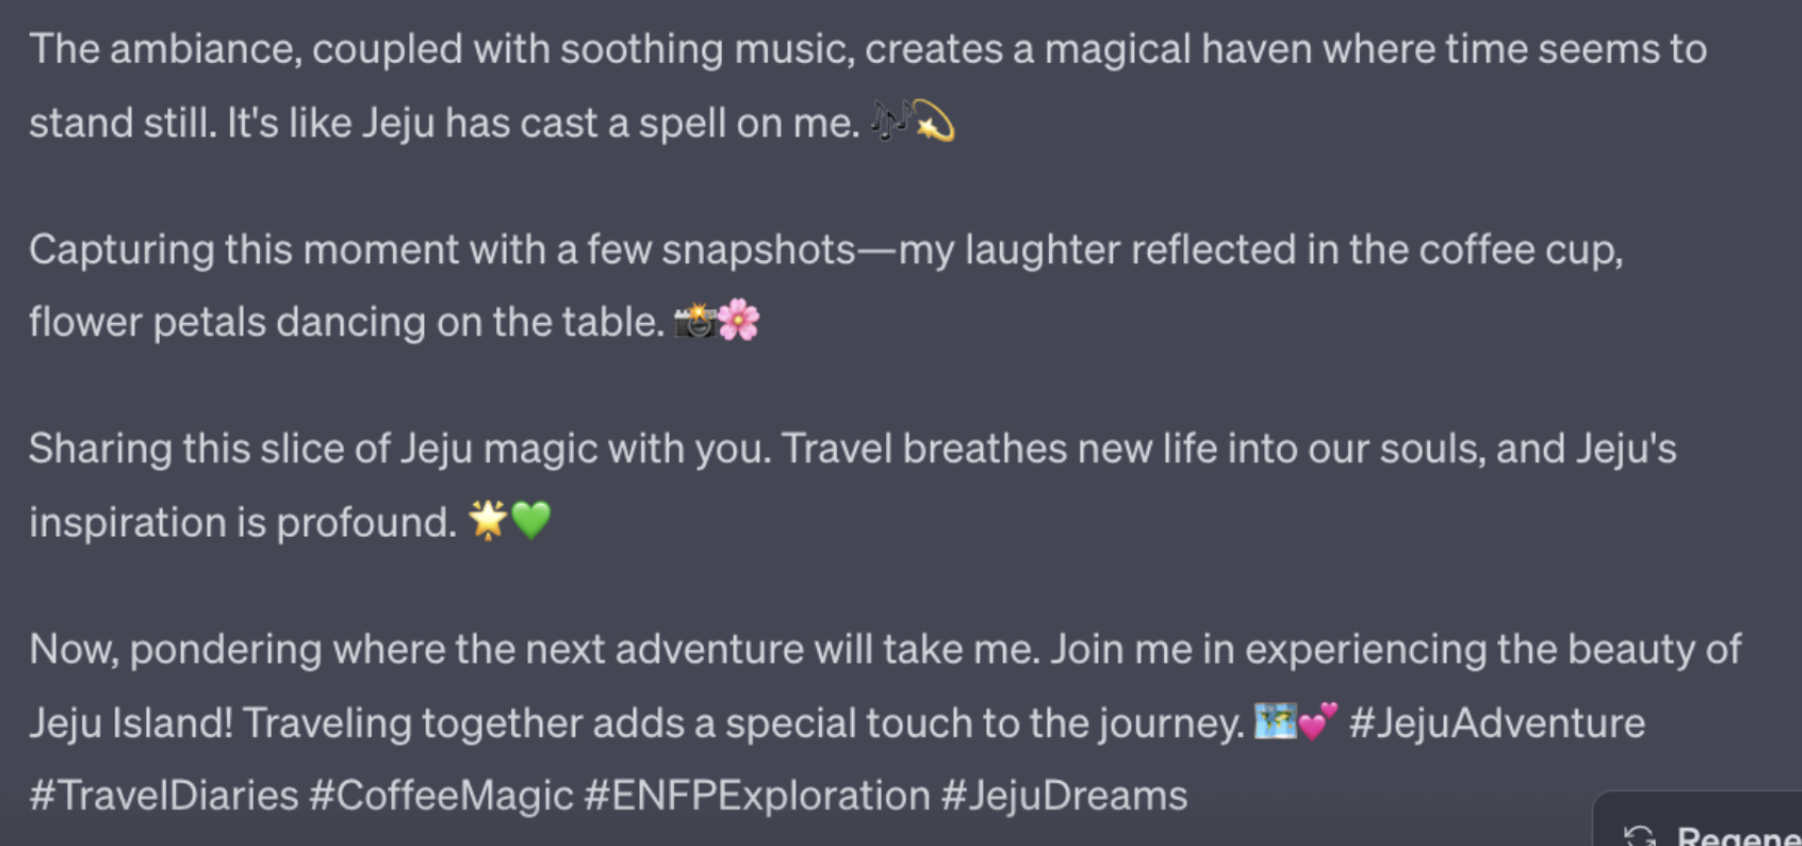 The ambiance, coupled with soothing music, creates a magical haven where time seems to
stand still. It's like Jeju has cast a spell on me. 🎶💫
Capturing this moment with a few snapshots—my laughter reflected in the coffee cup,
flower petals dancing on the table. 📸🌸
Sharing this slice of Jeju magic with you. Travel breathes new life into our souls, and Jeju's
inspiration is profound. 🌟💚
Now, pondering where the next adventure will take me. Join me in experiencing the beauty of
Jeju Island! Traveling together adds a special touch to the journey. 🗺️💕 #JejuAdventure
#TravelDiaries #CoffeeMagic #ENFPExploration #JejuDreams
Regene